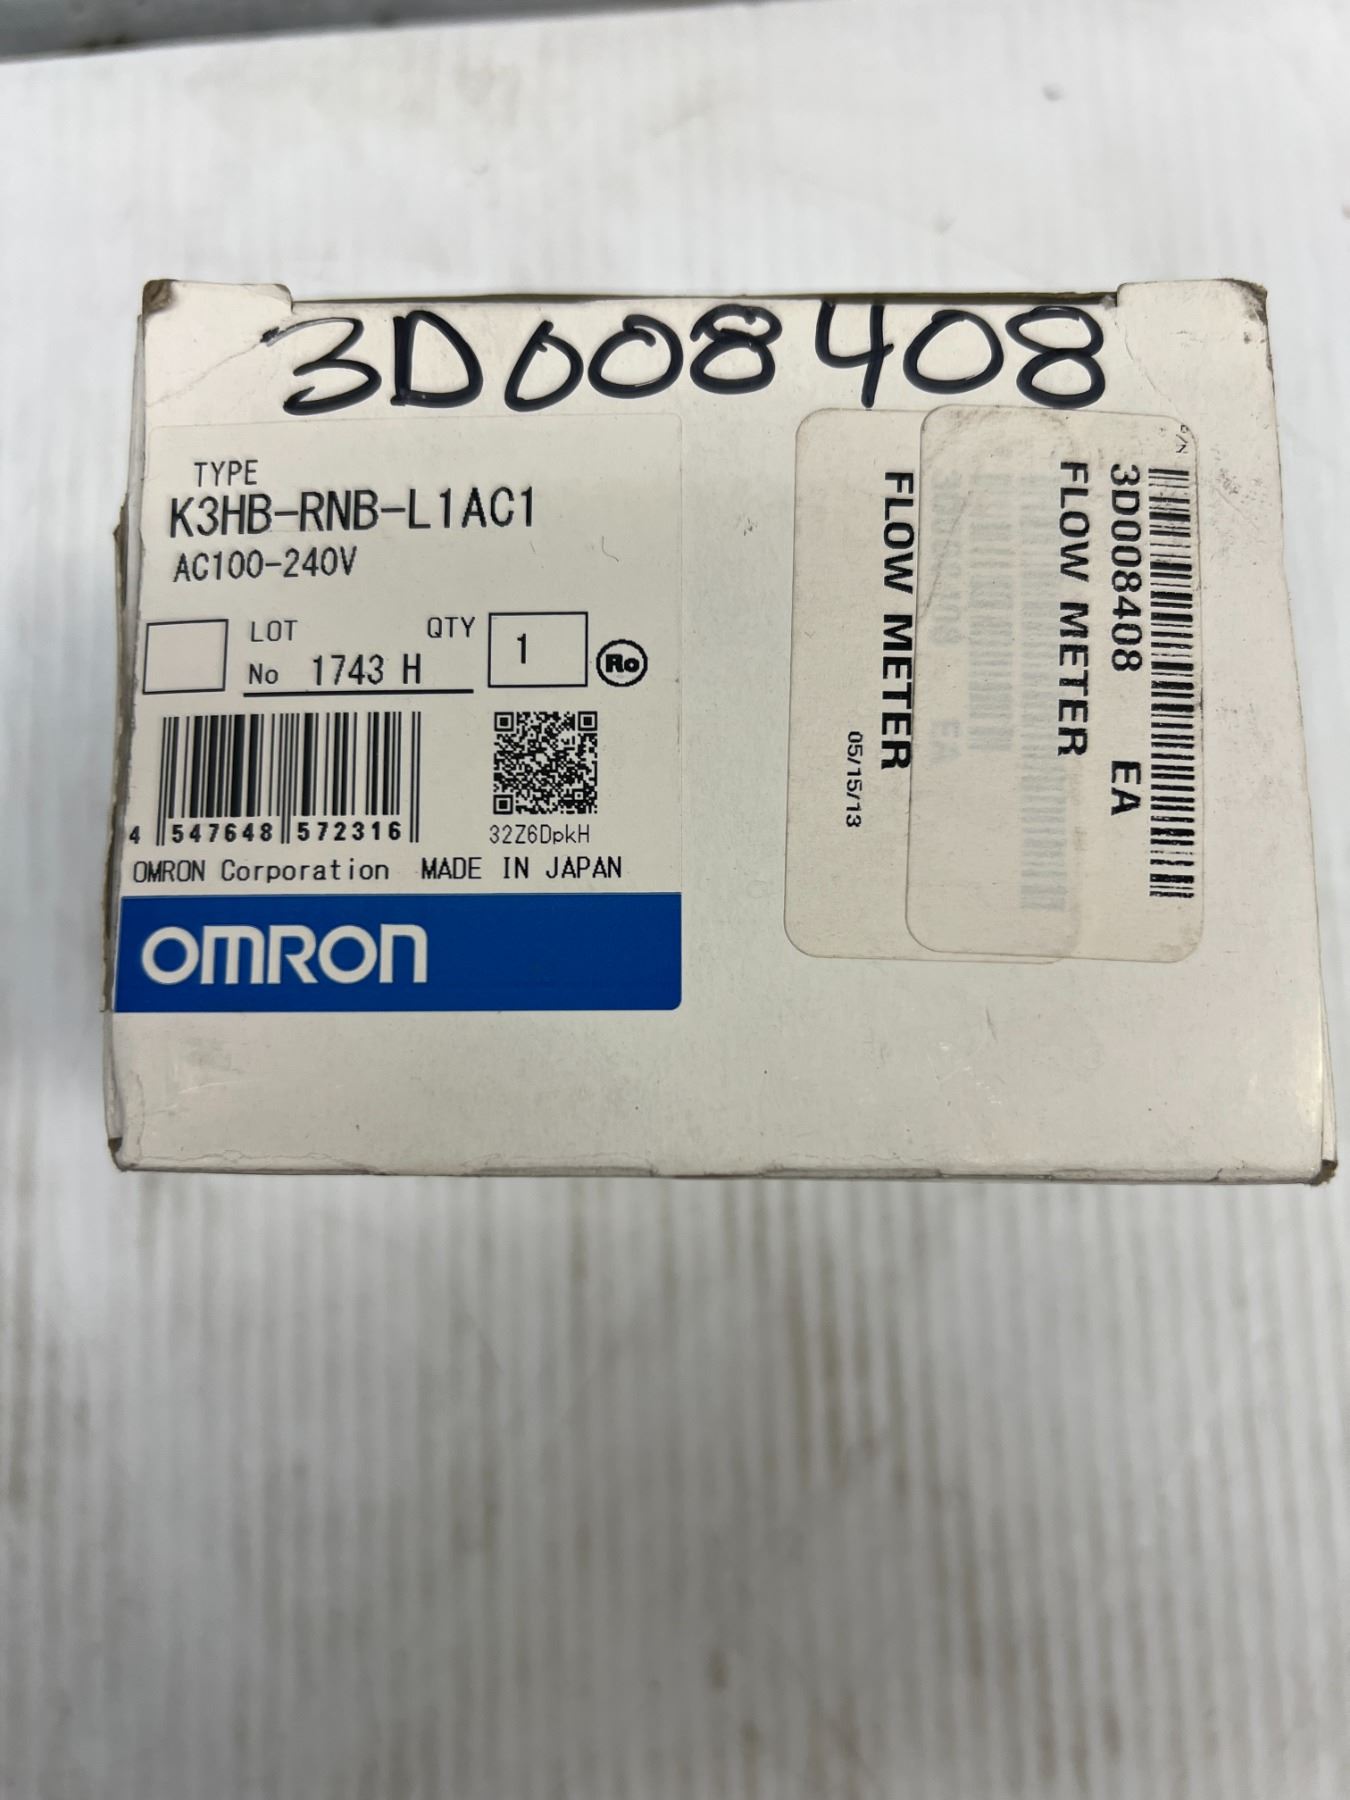 3D008408
TYPE
K3HB-RNB-L1AC1
AC100-240V
LOT
No 1743 H
QTY
1
Ro
4 547648 572316
32Z6DpkH
OMRON Corporation MADE IN JAPAN
OMRON
FLOW METER
05/15/13
P/N
3D008408 EA
FLOW METER